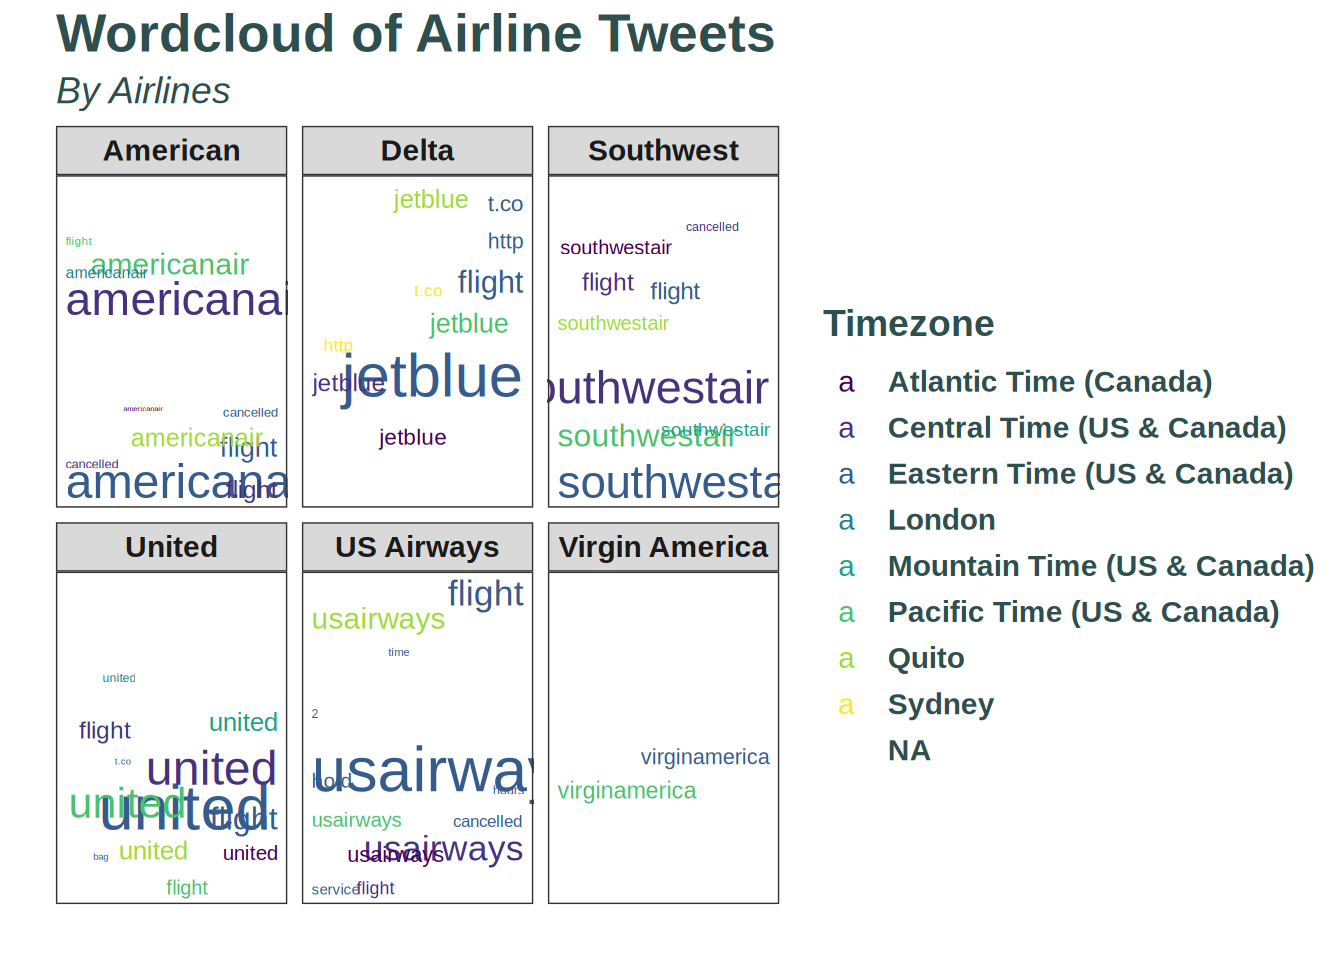 Wordcloud of Airline Tweets
By Airlines
American
flight
americanair
americanair
americanai
americanair
cancelled
americanair
flight
cancelled
americana
flight
Delta
jetblue
t.co
http
flight
t.co
jetblue
http
jetblue
jetblue
jetblue
Southwest
cancelled
southwestair
flight
flight
southwestair
outhwestair
southwestair
southwestair
southwesta
United
united
flight
united
t.co
united
united
united
flight
bag
united
united
flight
US Airways
flight
usairways
time
2
usairway
hold
hours
usairways
cancelled
usairways
usairways
service
flight
Virgin America
virginamerica
virginamerica
Timezone
a Atlantic Time (Canada)
a Central Time (US & Canada)
a Eastern Time (US & Canada)
a London
a Mountain Time (US & Canada)
a Pacific Time (US & Canada)
a Quito
a Sydney
NA